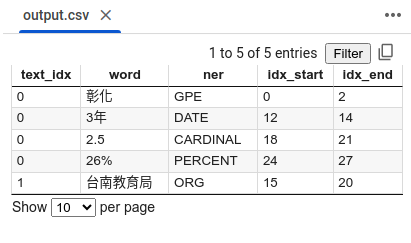 output.csv
1 to 5 of 5 entries Filter
text_idx word ner idx_start idx_end
0 彰化 GPE 0 2
0 3年 DATE 12 14
0 2.5 CARDINAL 18 21
0 26% PERCENT 24 27
1 台南教育局 ORG 15 20
Show 10 per page